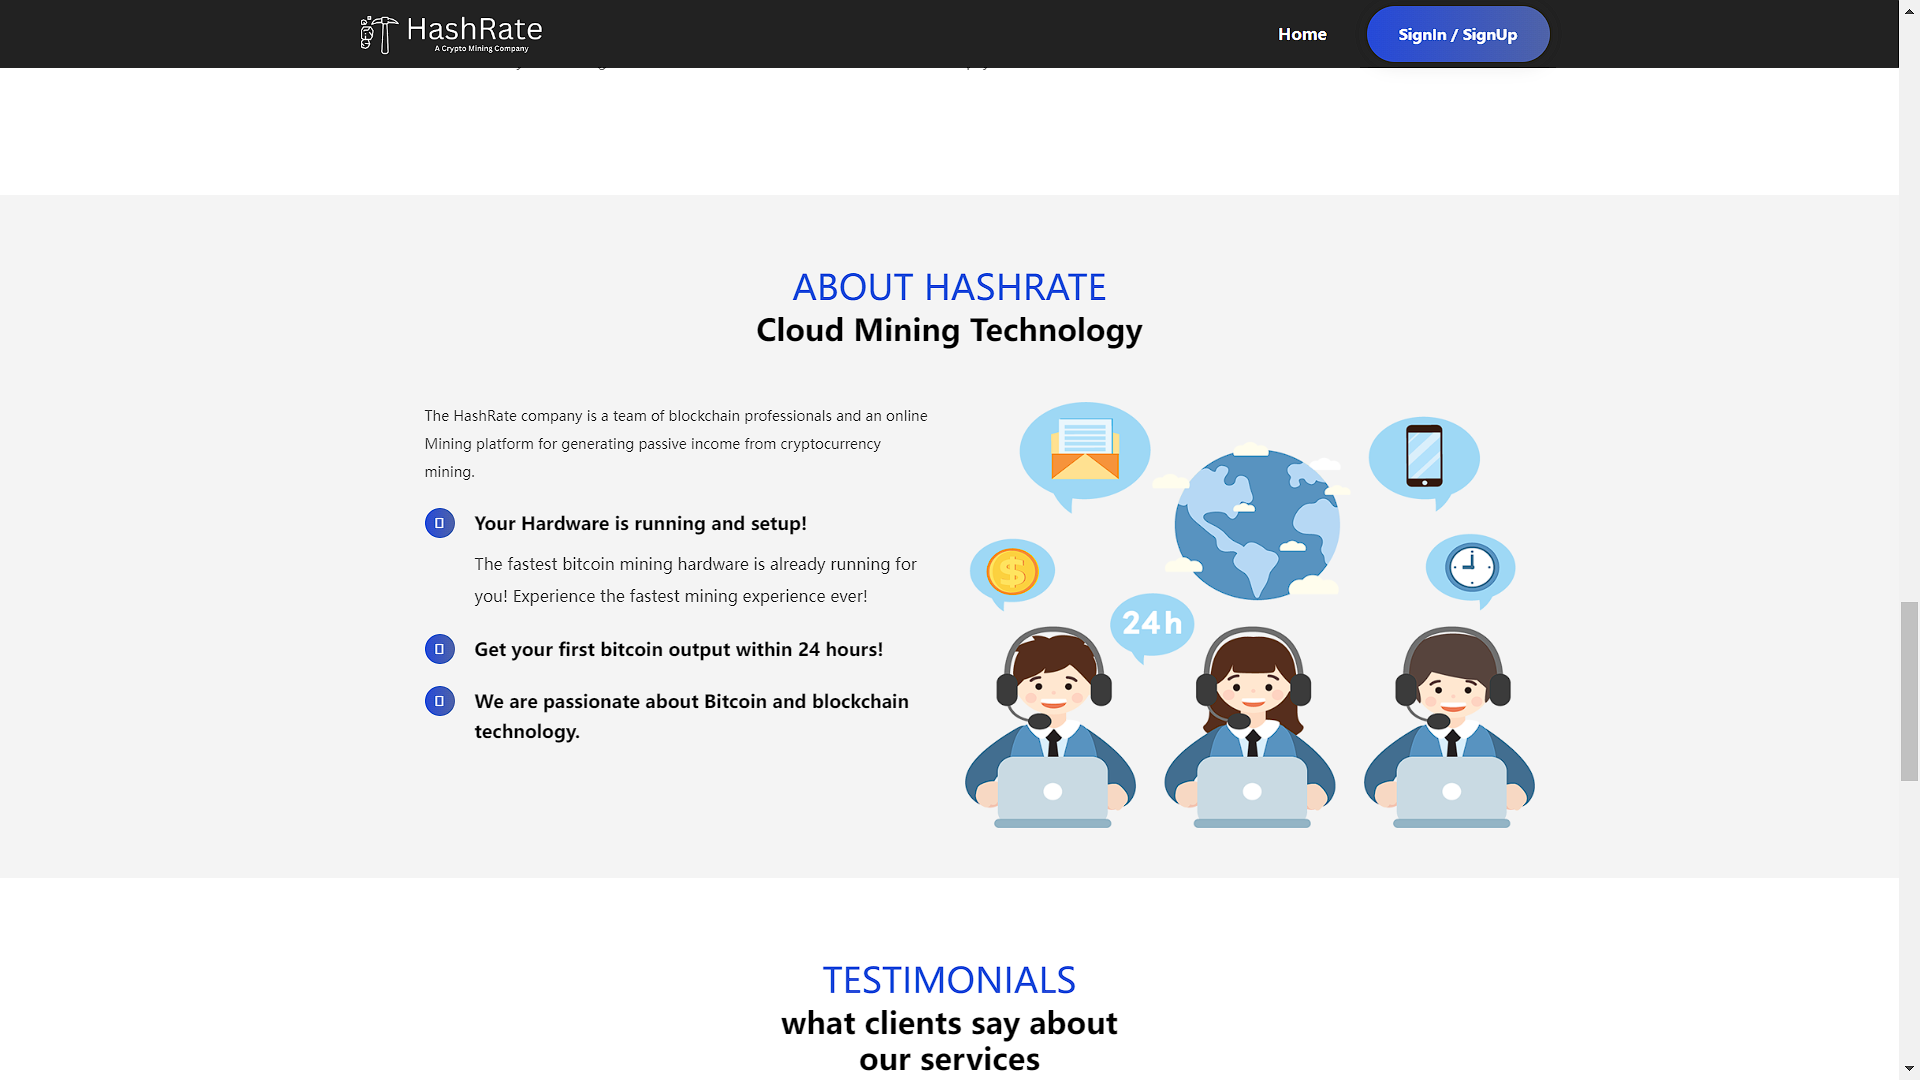 HashRate
A Crypto Mining Company
Home
SignIn / SignUp
ABOUT HASHRATE
Cloud Mining Technology
The HashRate company is a team of blockchain professionals and an online
Mining platform for generating passive income from cryptocurrency
mining.
Your Hardware is running and setup!
The fastest bitcoin mining hardware is already running for
you! Experience the fastest mining experience ever!
Get your first bitcoin output within 24 hours!
We are passionate about Bitcoin and blockchain
technology.
$
24h
TESTIMONIALS
what clients say about
our services